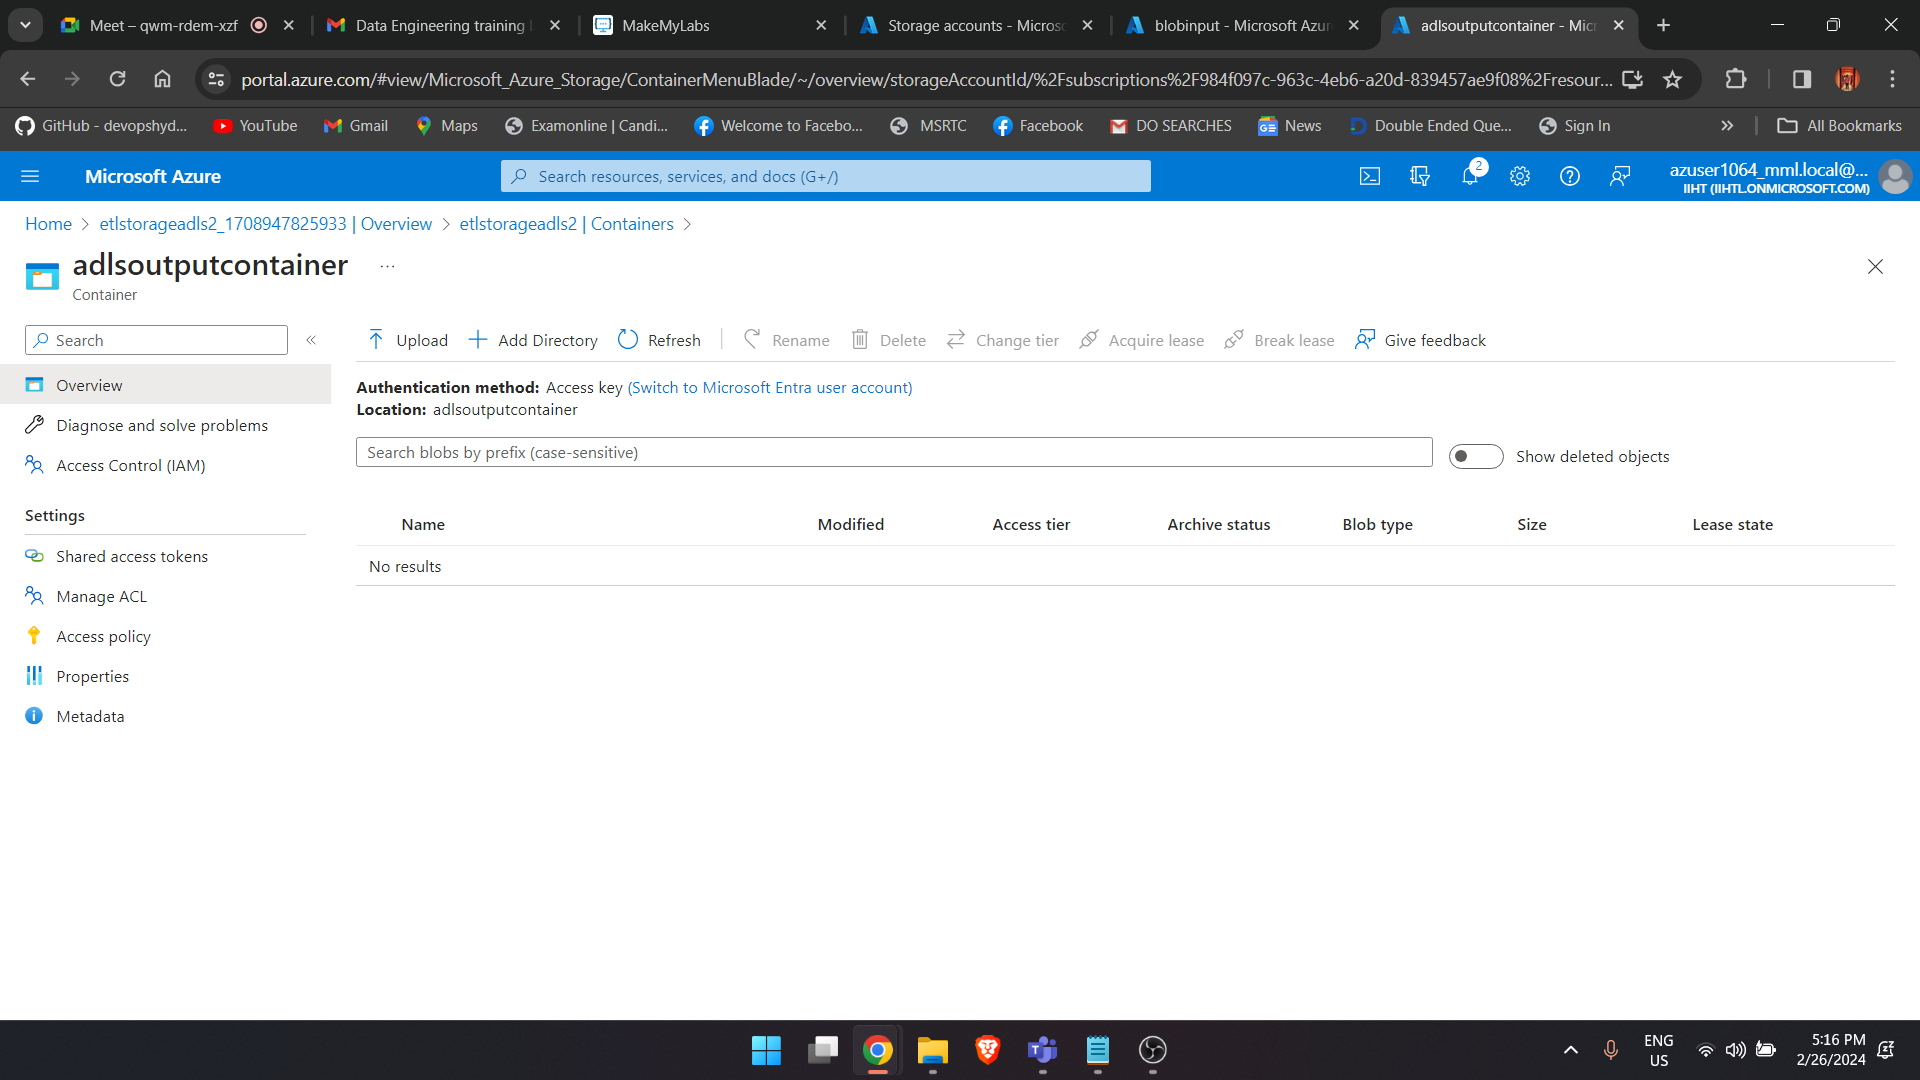 Meet – qwm-rdem-xzf
Data Engineering training
MakeMyLabs
Storage accounts - Micros
blobinput - Microsoft Azu
adlsoutputcontainer - Mic
portal.azure.com/#view/Microsoft_Azure_Storage/ContainerMenuBlade/~/overview/storageAccountId/%2Fsubscriptions%2F984f097c-963c-4eb6-a20d-839457ae9f08%2Fresour...
GitHub - devopshyd...
YouTube
Gmail
Maps
Examonline | Candi...
Welcome to Facebo...
MSRTC
Facebook
DO SEARCHES
News
Double Ended Que...
Sign In
All Bookmarks
Microsoft Azure
Search resources, services, and docs (G+/)
2
azuser1064_mml.local@...
IIHT (IIHTL.ONMICROSOFT.COM)
Home > etlstorageadls2_1708947825933 | Overview > etlstorageadls2 | Containers >
adlsoutputcontainer ...
Container
Search
Upload
Add Directory
Refresh
Rename
Delete
Change tier
Acquire lease
Break lease
Give feedback
Overview
Diagnose and solve problems
Access Control (IAM)
Settings
Shared access tokens
Manage ACL
Access policy
Properties
Metadata
Authentication method: Access key (Switch to Microsoft Entra user account)
Location: adlsoutputcontainer
Search blobs by prefix (case-sensitive)
Show deleted objects
Name Modified Access tier Archive status Blob type Size Lease state
No results
ENG
US
5:16 PM
2/26/2024